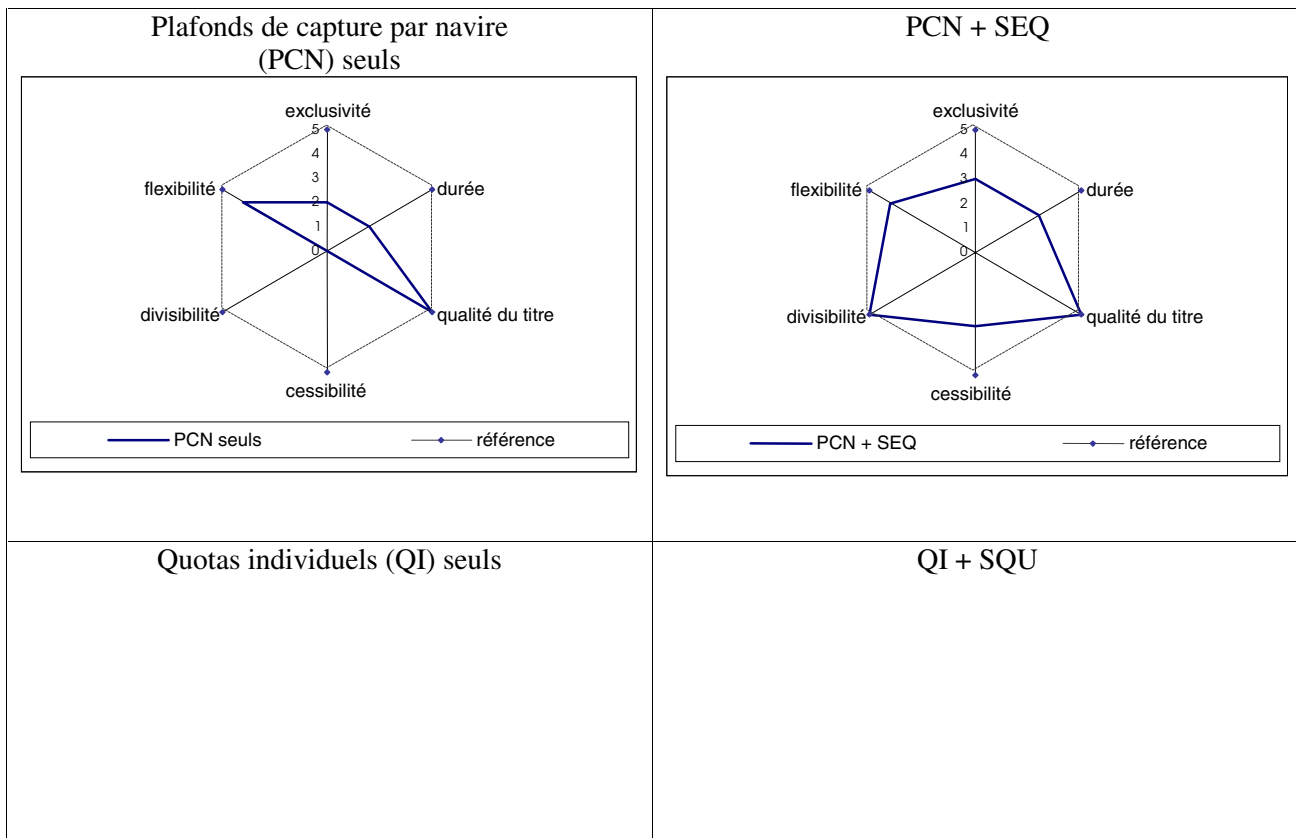 Plafonds de capture par navire
(PCN) seuls
exclusivité
5
4
3
2
1
0
flexibilité
durée
divisibilité
qualité du titre
cessibilité
PCN seuls
référence
PCN + SEQ
exclusivité
5
4
3
2
1
0
flexibilité
durée
divisibilité
qualité du titre
cessibilité
PCN + SEQ
référence
Quotas individuels (QI) seuls
QI + SQU